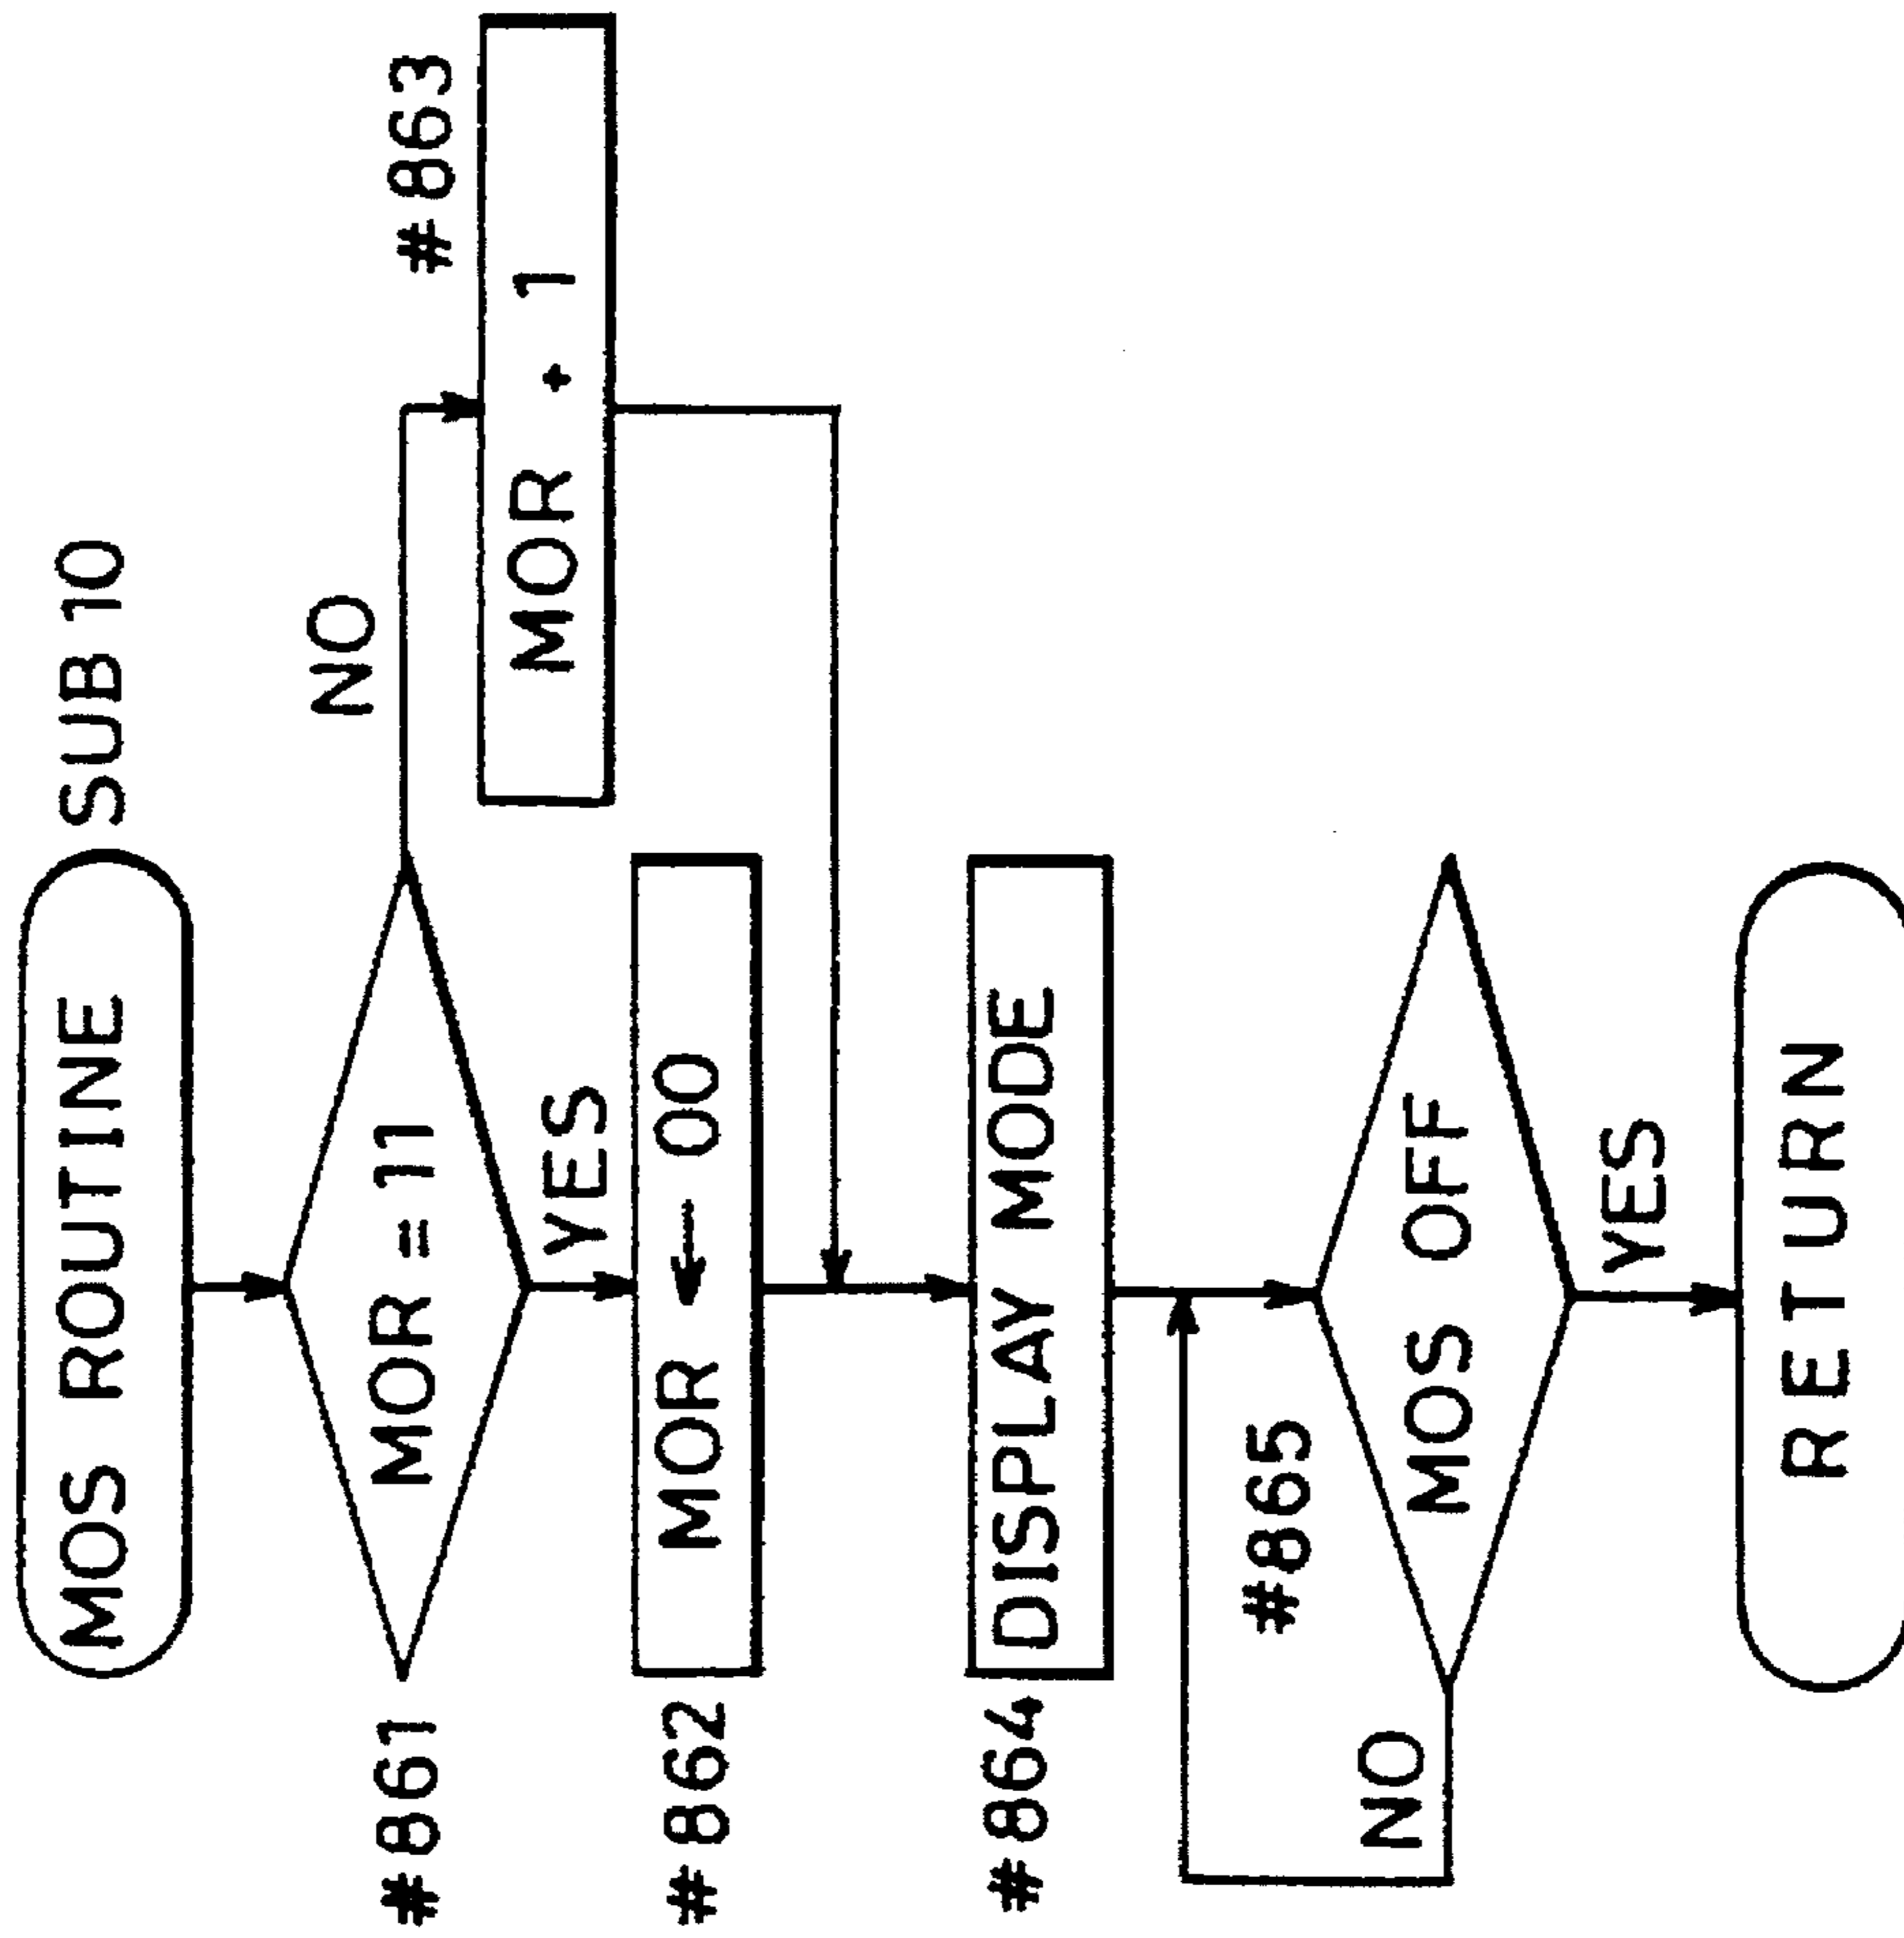 MOS ROUTINE SUB 10
#861
MOR = 11
NO
YES
#863
MOR + 1
#862
MOR ← 00
#864
DISPLAY MODE
#865
MOS OFF
NO
YES
RETURN